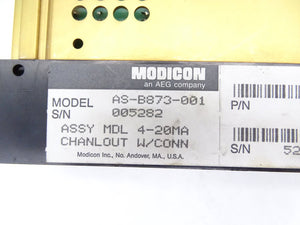 MODICON
an AEG company
MODEL AS-B873-001
S/N 005282
ASSY MDL 4-20MA
CHANLOUT W/CONN
Modicon Inc., No. Andover, MA., U.S.A.
P/N
S/N 52